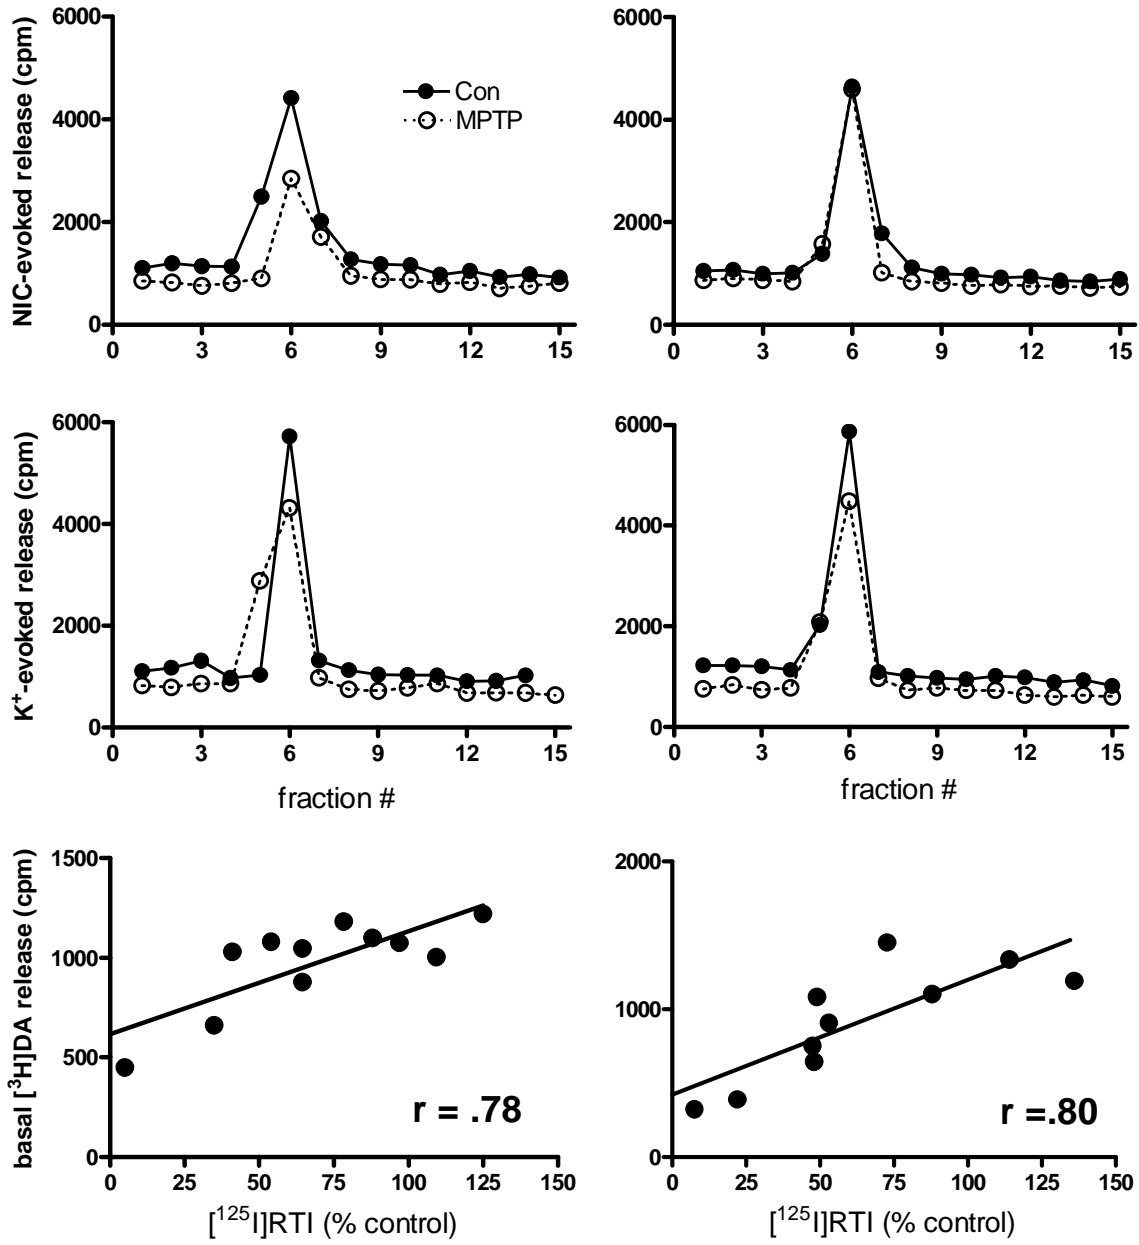 NIC-evoked release (cpm)
6000
4000
2000
0
0 3 6 9 12 15
Con
MPTP
6000
4000
2000
0
0 3 6 9 12 15
K⁺-evoked release (cpm)
6000
4000
2000
0
0 3 6 9 12 15
fraction #
6000
4000
2000
0
0 3 6 9 12 15
fraction #
basal [³H]DA release (cpm)
1500
1000
500
0
0 25 50 75 100 125 150
r = .78
[¹²⁵I]RTI (% control)
2000
1000
0
0 25 50 75 100 125 150
r =.80
[¹²⁵I]RTI (% control)